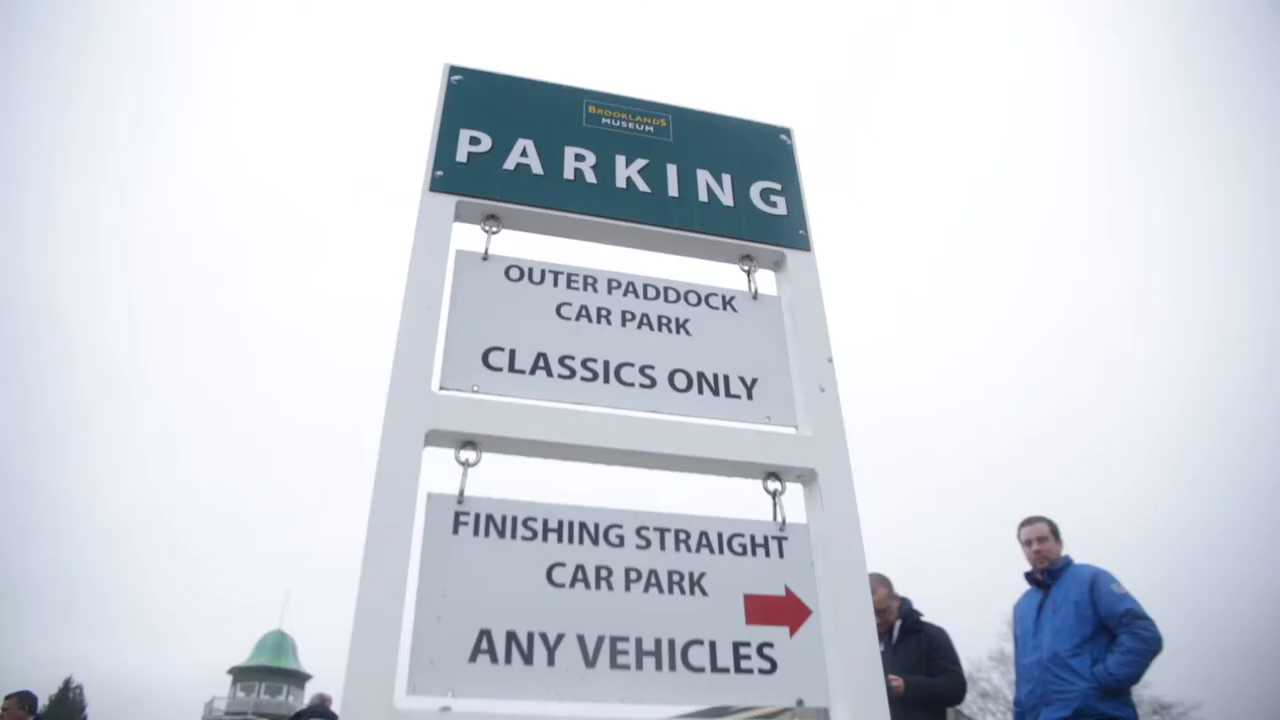 BROOKLANDS
MUSEUM
PARKING
OUTER PADDOCK
CAR PARK
CLASSICS ONLY
FINISHING STRAIGHT
CAR PARK
ANY VEHICLES